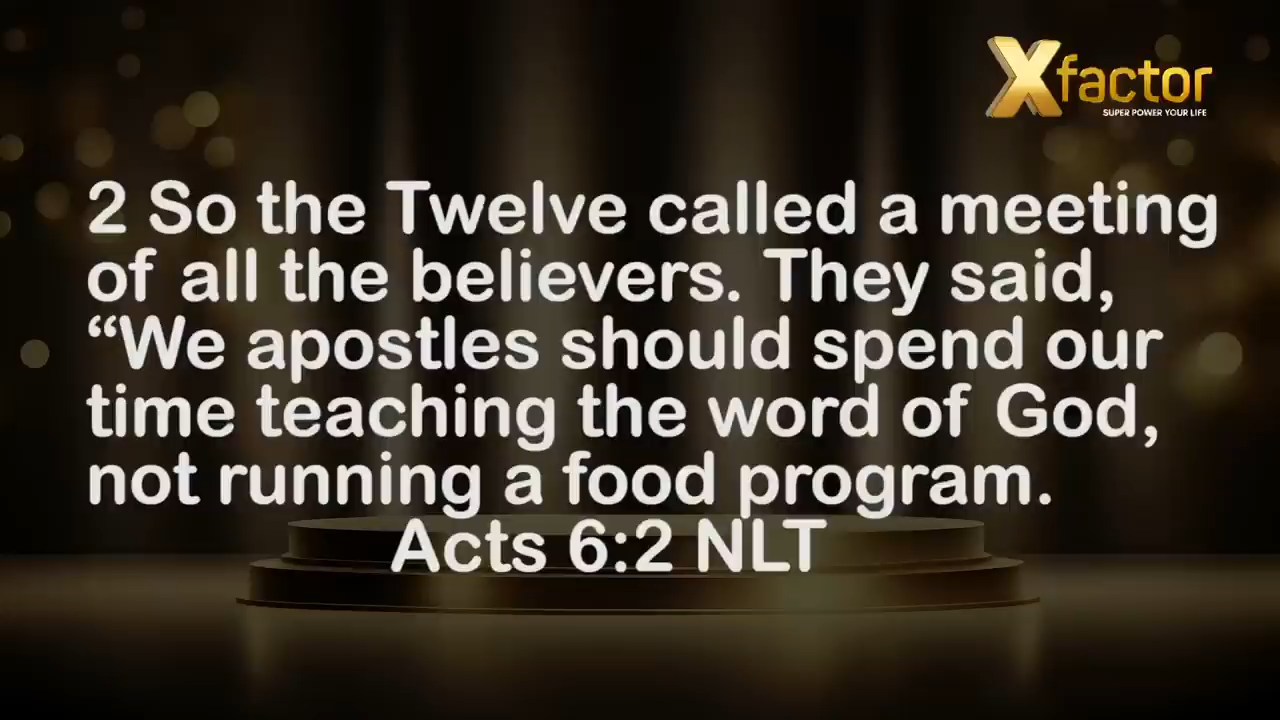 Xfactor
SUPER POWER YOUR LIFE
2 So the Twelve called a meeting
of all the believers. They said,
“We apostles should spend our
time teaching the word of God,
not running a food program.
Acts 6:2 NLT